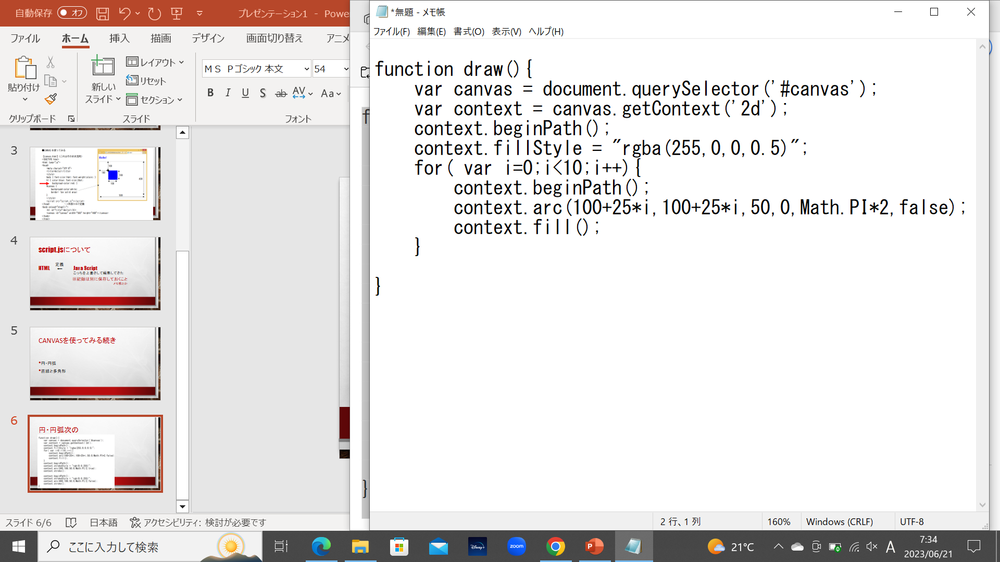 自動保存 オフ
プレゼンテーション1 - Powe
ファイル ホーム 挿入 描画 デザイン 画面切り替え アニメ
貼り付け
新しい
スライド
レイアウト
リセット
セクション
クリップボード
スライド
MS Pゴシック 本文 54
B I U S ab AV Aa
フォント
3
●CANVAS を使ってみる
Hello!
4
script.jsについて
HTML 定義 ← Java Script
こっちを上書きして編集してきた
※記録は別に保存しておくこと
メモ帳とか
5
CANVASを使ってみる続き
•円・円弧
•直線と多角形
6
円・円弧次の
スライド 6/6 日本語 アクセシビリティ: 検討が必要です
f
}
*無題 - メモ帳
ファイル(F) 編集(E) 書式(O) 表示(V) ヘルプ(H)
function draw(){
    var canvas = document.querySelector('#canvas');
    var context = canvas.getContext('2d');
    context.beginPath();
    context.fillStyle = "rgba(255,0,0,0.5)";
    for( var i=0;i<10;i++){
        context.beginPath();
        context.arc(100+25*i,100+25*i,50,0,Math.PI*2,false);
        context.fill();
    }
}
2 行、1 列 160% Windows (CRLF) UTF-8
ここに入力して検索
Disney+
zoom
P
21°C
A
7:34
2023/06/21